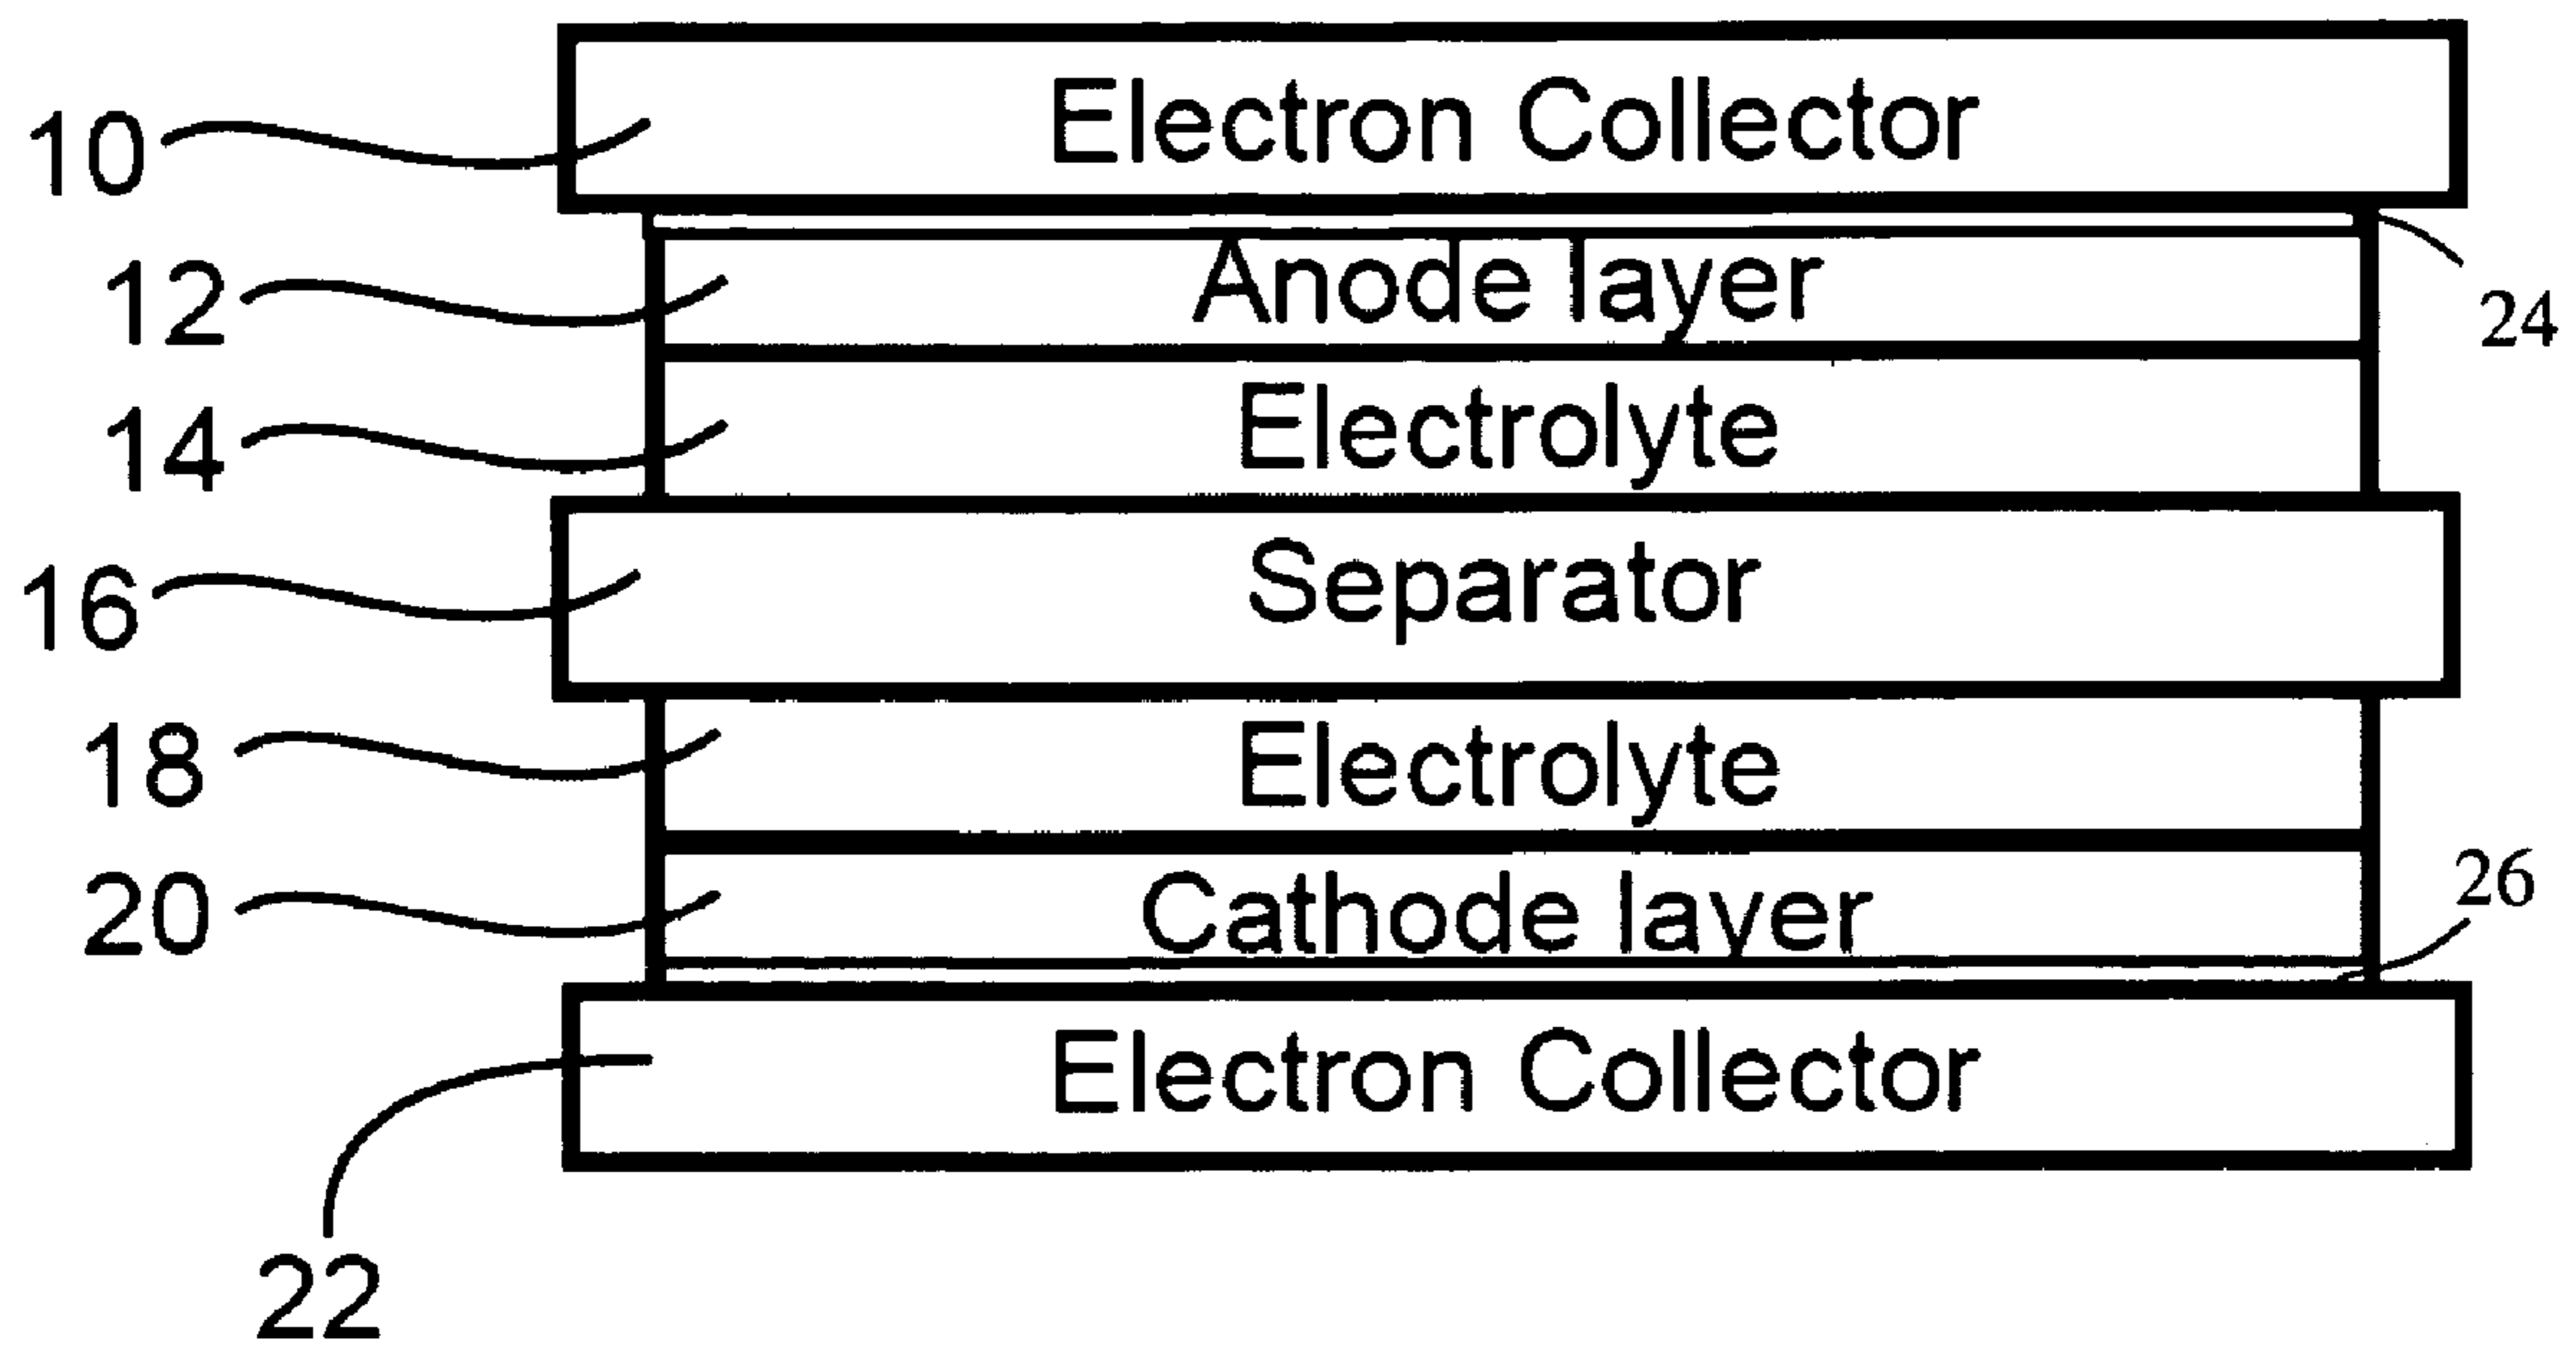 10 Electron Collector
12 Anode layer 24
14 Electrolyte
16 Separator
18 Electrolyte
20 Cathode layer 26
Electron Collector
22